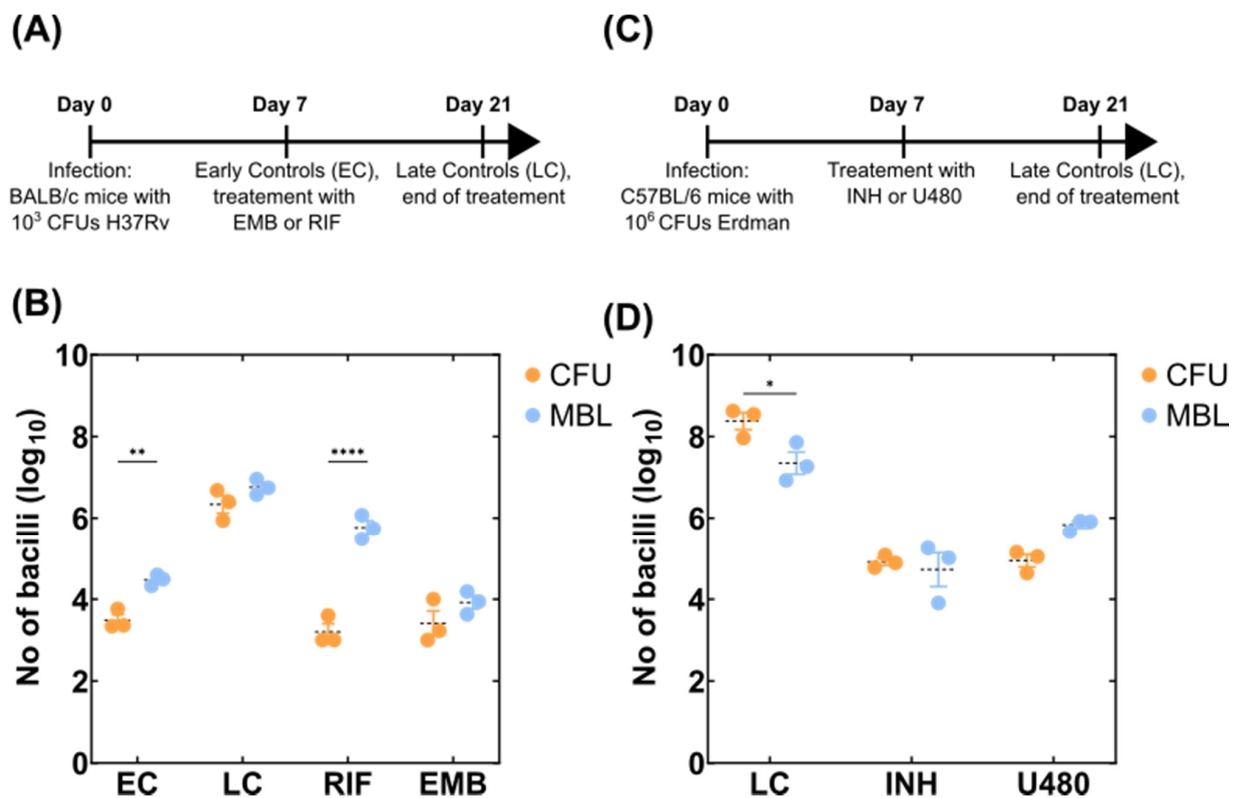 (A)
Day 0
Day 7
Day 21
Infection:
BALB/c mice with
10³ CFUs H37Rv
Early Controls (EC),
treatement with
EMB or RIF
Late Controls (LC),
end of treatement
(C)
Day 0
Day 7
Day 21
Infection:
C57BL/6 mice with
10⁶ CFUs Erdman
Treatement with
INH or U480
Late Controls (LC),
end of treatement
(B)
No of bacilli (log₁₀)
10
8
6
4
2
0
**
****
EC
LC
RIF
EMB
CFU
MBL
(D)
No of bacilli (log₁₀)
10
8
6
4
2
0
*
LC
INH
U480
CFU
MBL